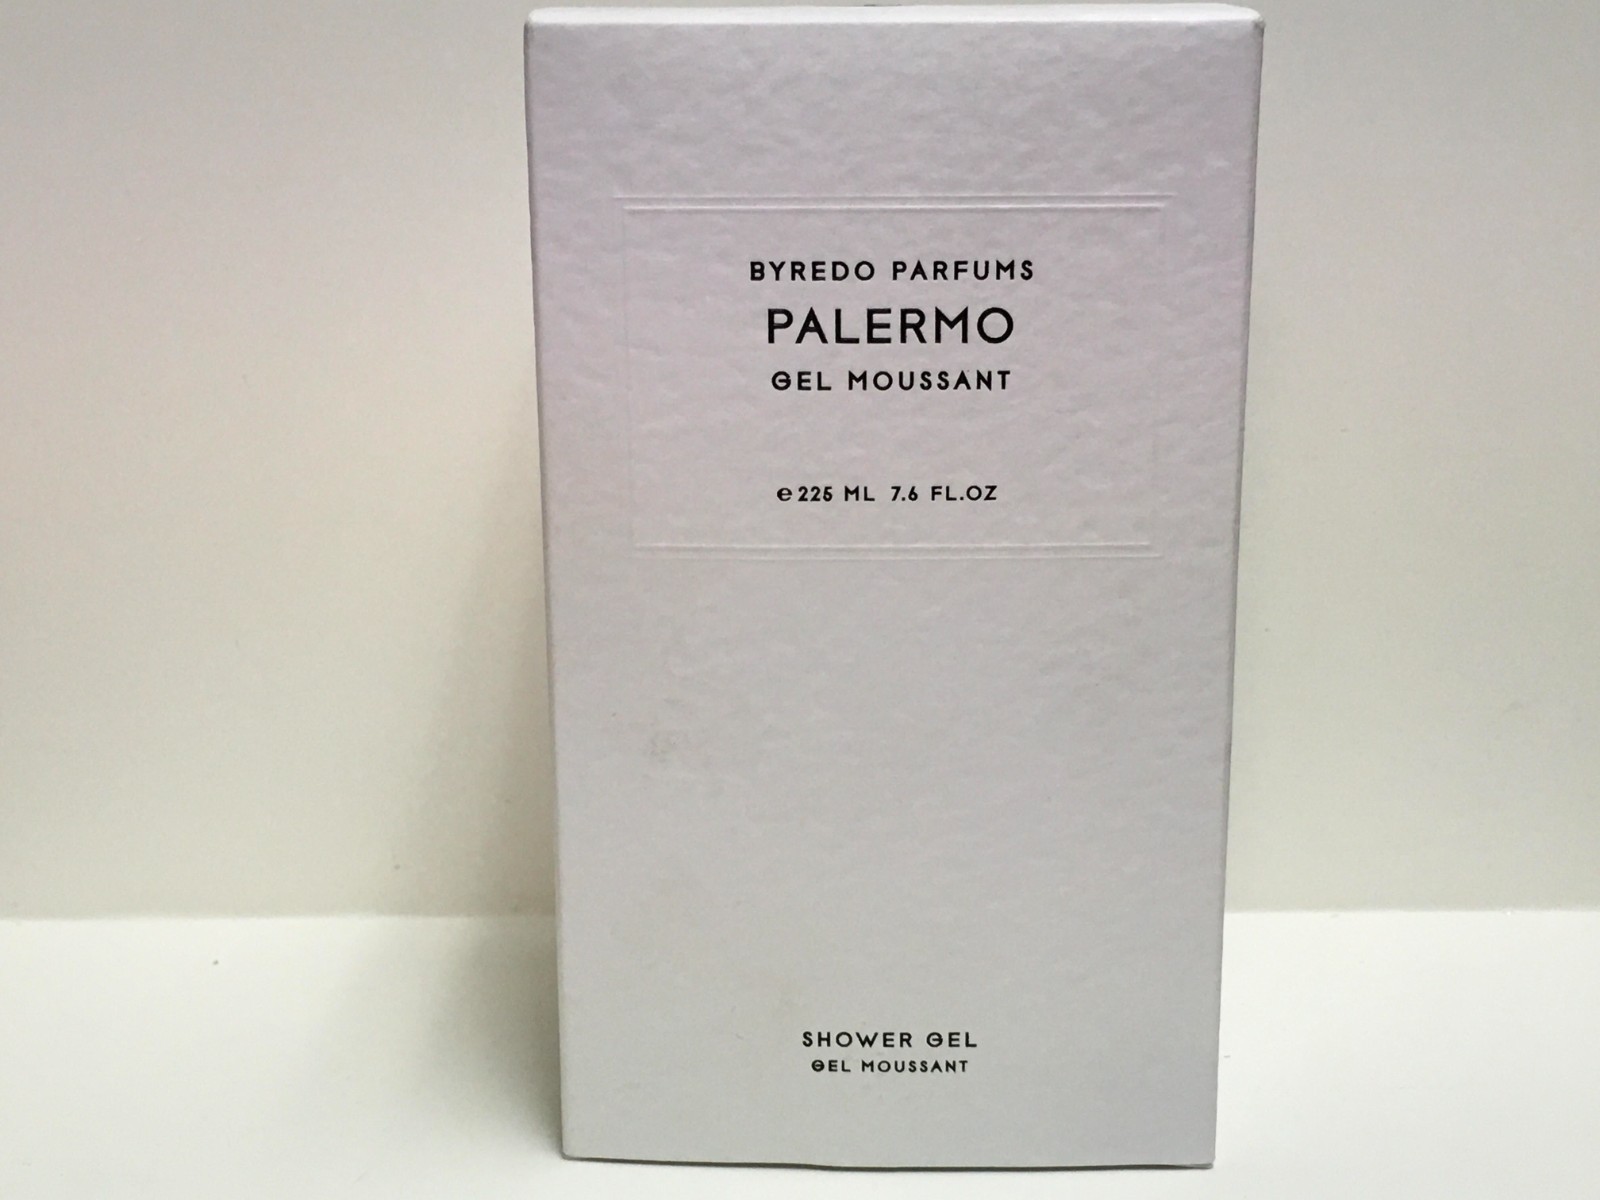 BYREDO PARFUMS
PALERMO
GEL MOUSSANT
℮225 ML 7.6 FL.OZ
SHOWER GEL
GEL MOUSSANT